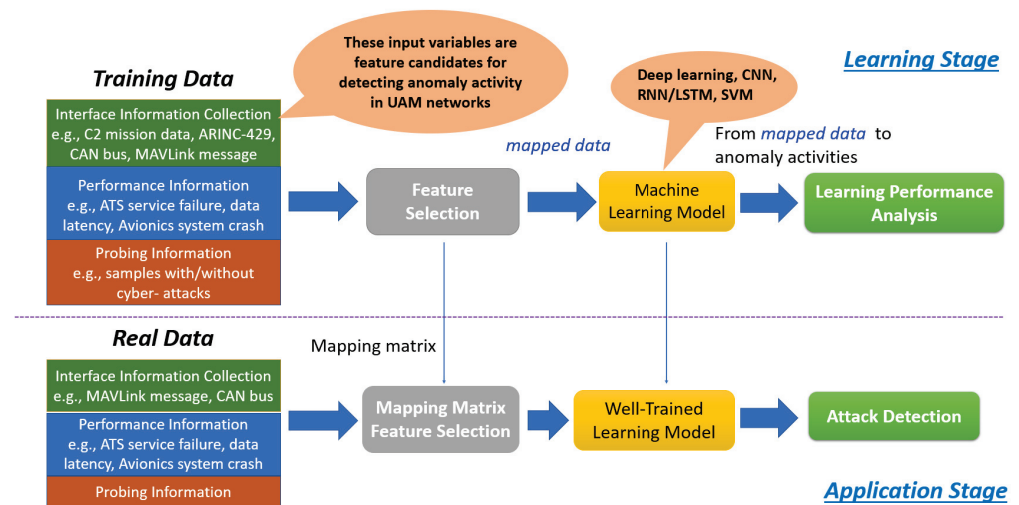 These input variables are
feature candidates for
detecting anomaly activity
in UAM networks
Learning Stage
Training Data
Deep learning, CNN,
RNN/LSTM, SVM
Interface Information Collection
e.g., C2 mission data, ARINC-429,
CAN bus, MAVLink message
mapped data
From mapped data to
anomaly activities
Performance Information
e.g., ATS service failure, data
latency, Avionics system crash
Feature
Selection
Machine
Learning Model
Learning Performance
Analysis
Probing Information
e.g., samples with/without
cyber- attacks
Real Data
Mapping matrix
Interface Information Collection
e.g., MAVLink message, CAN bus
Performance Information
e.g., ATS service failure, data
latency, Avionics system crash
Mapping Matrix
Feature Selection
Well-Trained
Learning Model
Attack Detection
Probing Information
Application Stage